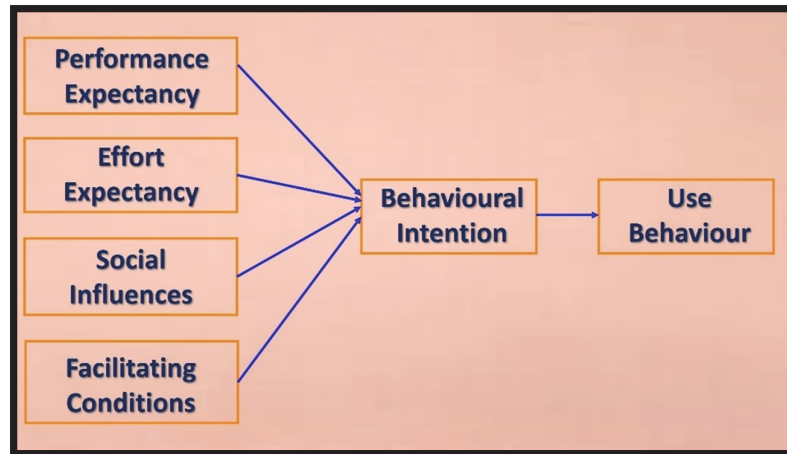 Performance
Expectancy
Effort
Expectancy
Social
Influences
Facilitating
Conditions
Behavioural
Intention
Use
Behaviour